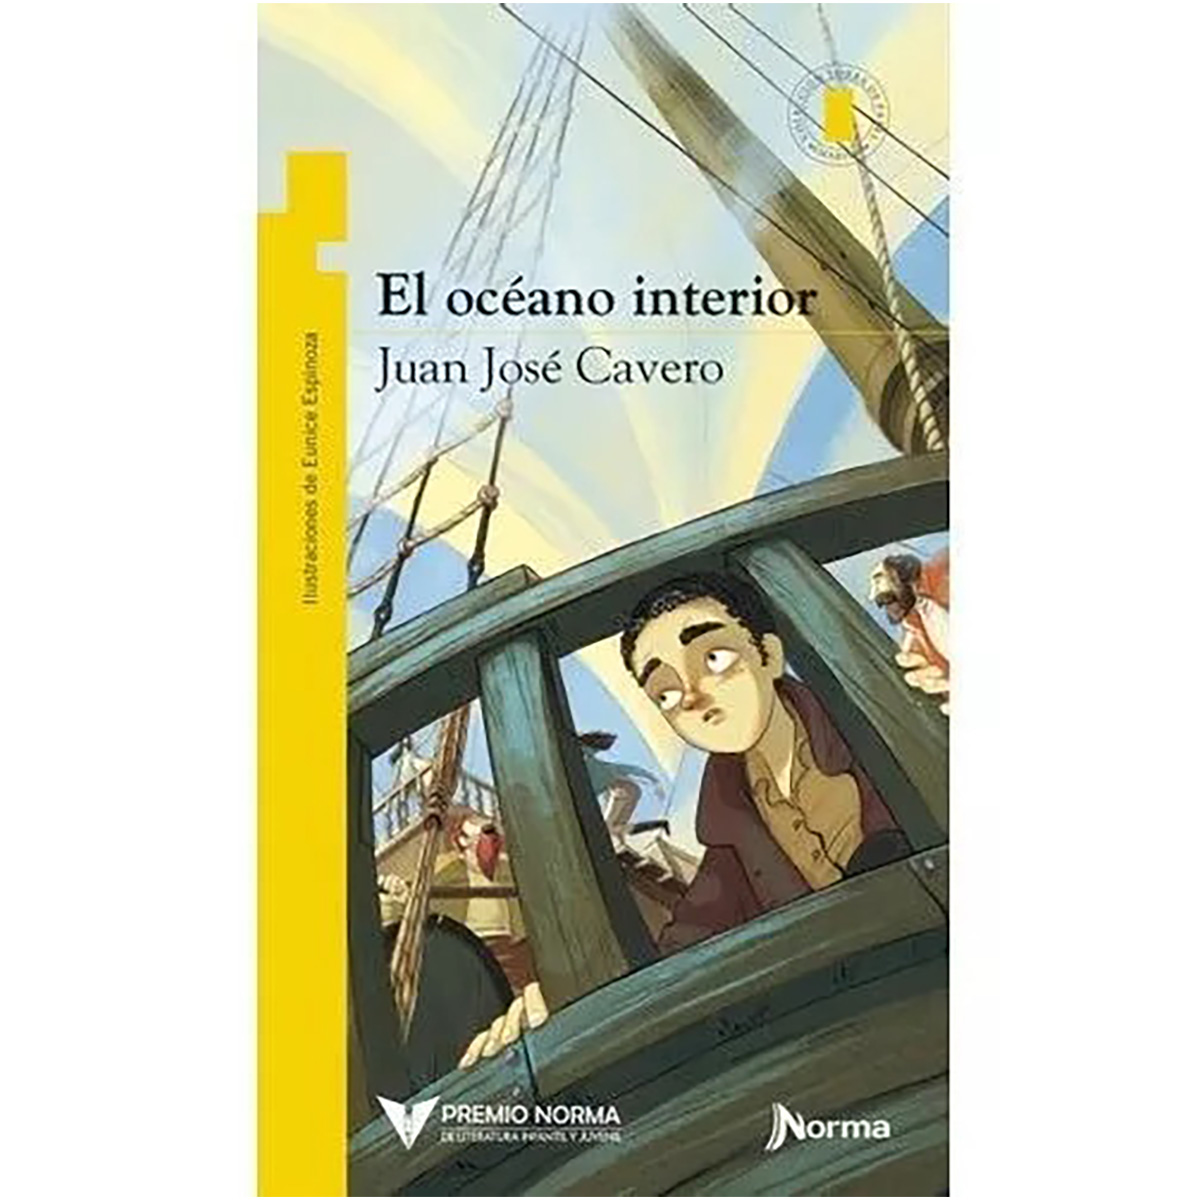 El océano interior
Juan José Cavero
Ilustraciones de Eunice Espinoza
PREMIO NORMA
DE LITERATURA INFANTIL Y JUVENIL
Norma